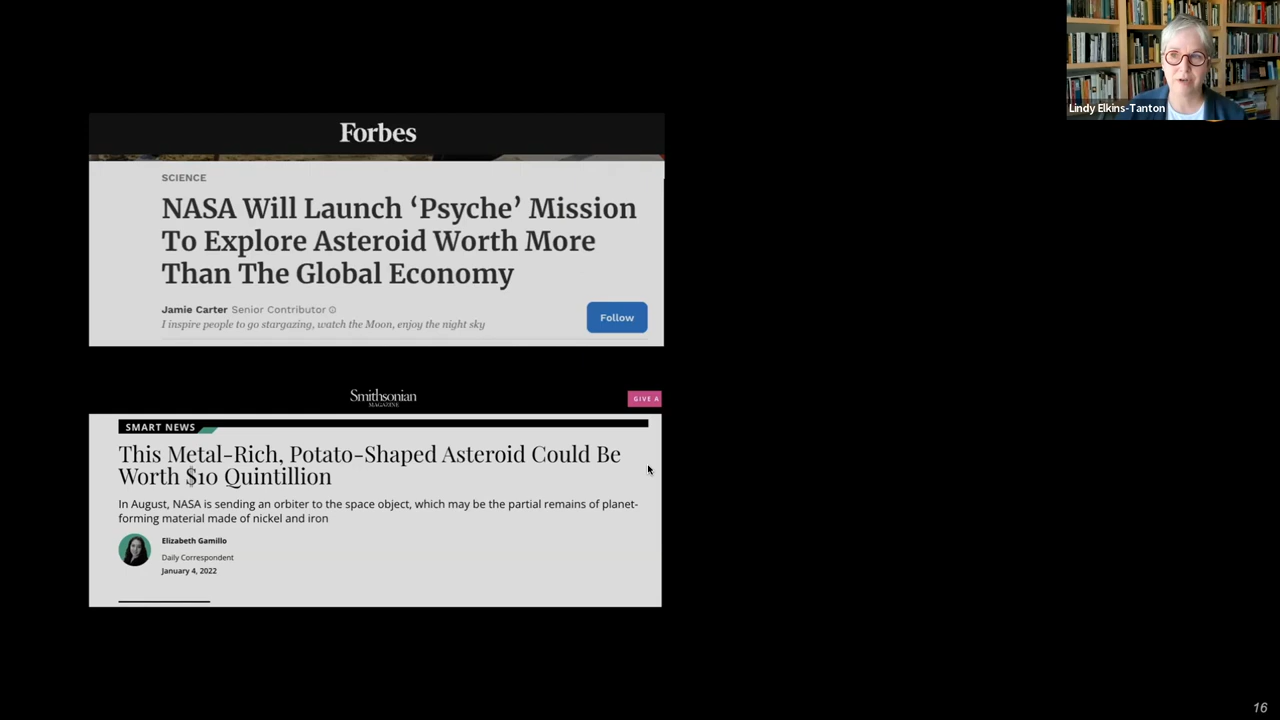 Lindy Elkins-Tanton
Forbes
SCIENCE
NASA Will Launch ‘Psyche’ Mission
To Explore Asteroid Worth More
Than The Global Economy
Jamie Carter Senior Contributor
I inspire people to go stargazing, watch the Moon, enjoy the night sky
Follow
Smithsonian
MAGAZINE
GIVE A
SMART NEWS
This Metal-Rich, Potato-Shaped Asteroid Could Be
Worth $10 Quintillion
In August, NASA is sending an orbiter to the space object, which may be the partial remains of planet-
forming material made of nickel and iron
Elizabeth Gamillo
Daily Correspondent
January 4, 2022
16